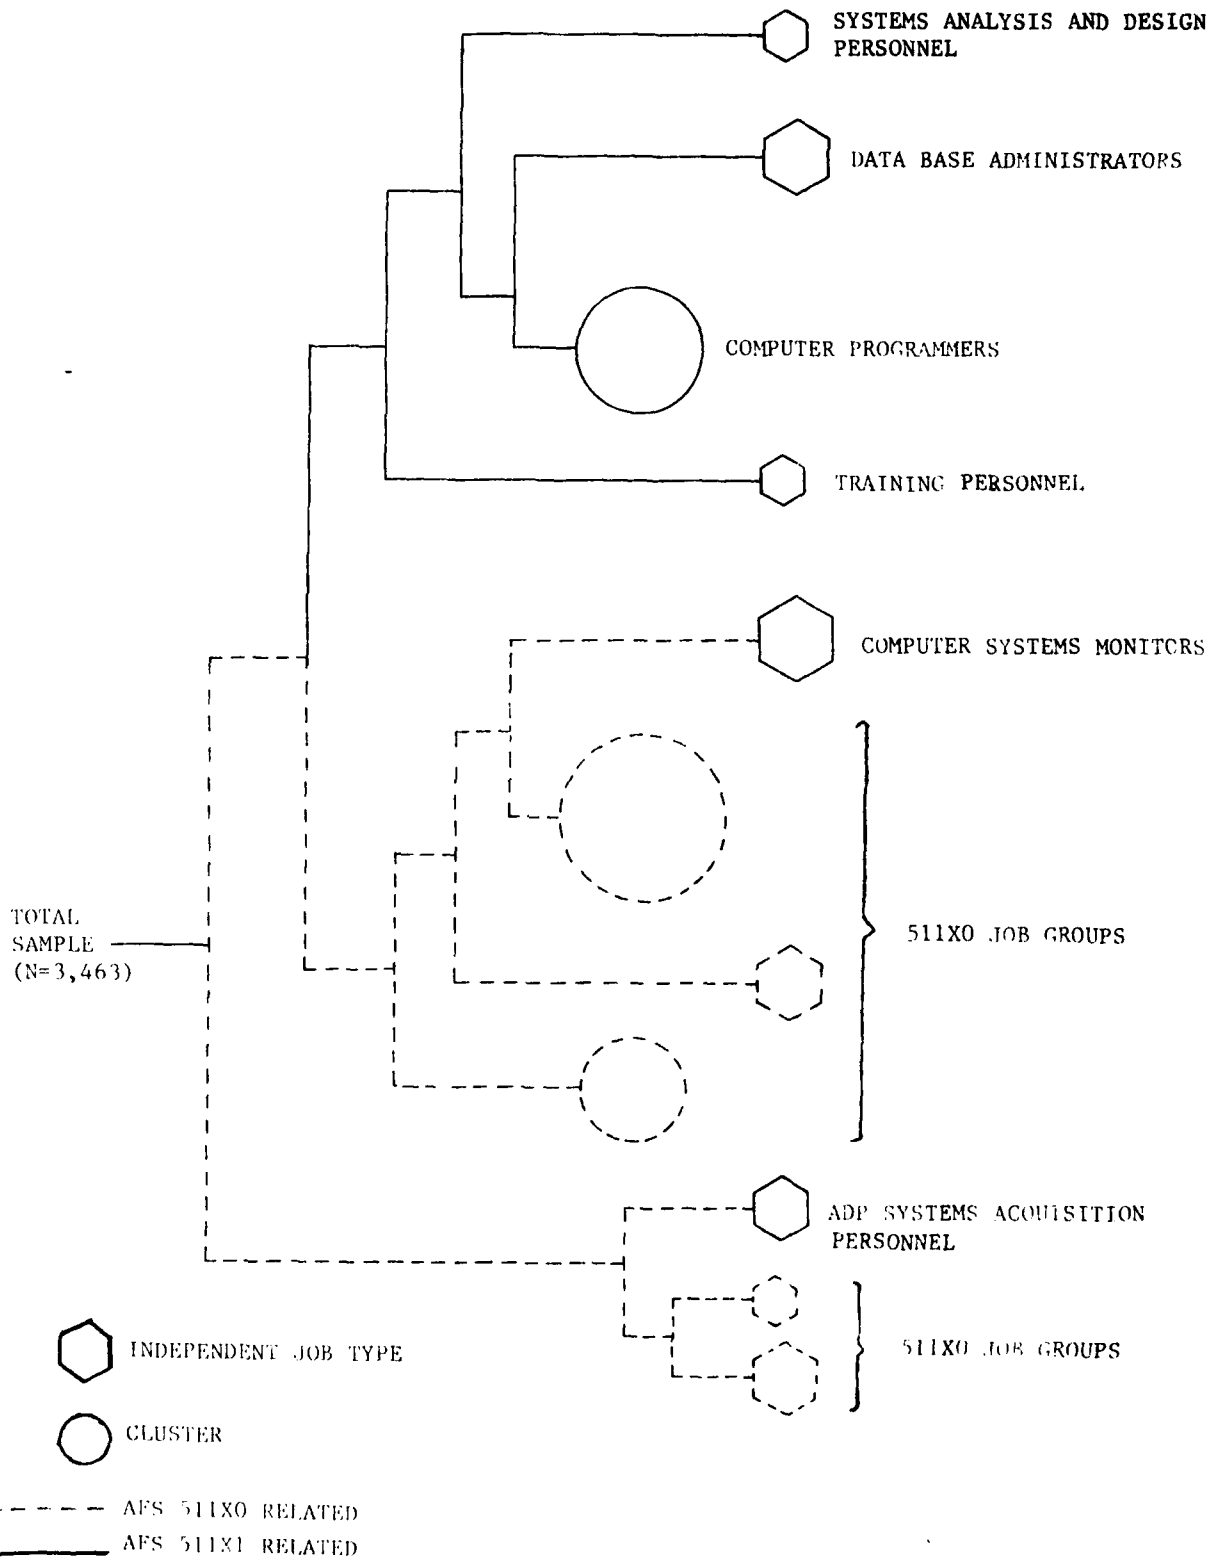 SYSTEMS ANALYSIS AND DESIGN
PERSONNEL
DATA BASE ADMINISTRATORS
COMPUTER PROGRAMMERS
TRAINING PERSONNEL
COMPUTER SYSTEMS MONITORS
TOTAL
SAMPLE
(N=3,463)
511X0 JOB GROUPS
ADP SYSTEMS ACQUISITION
PERSONNEL
511X0 JOB GROUPS
INDEPENDENT JOB TYPE
CLUSTER
AFS 511X0 RELATED
AFS 511X1 RELATED